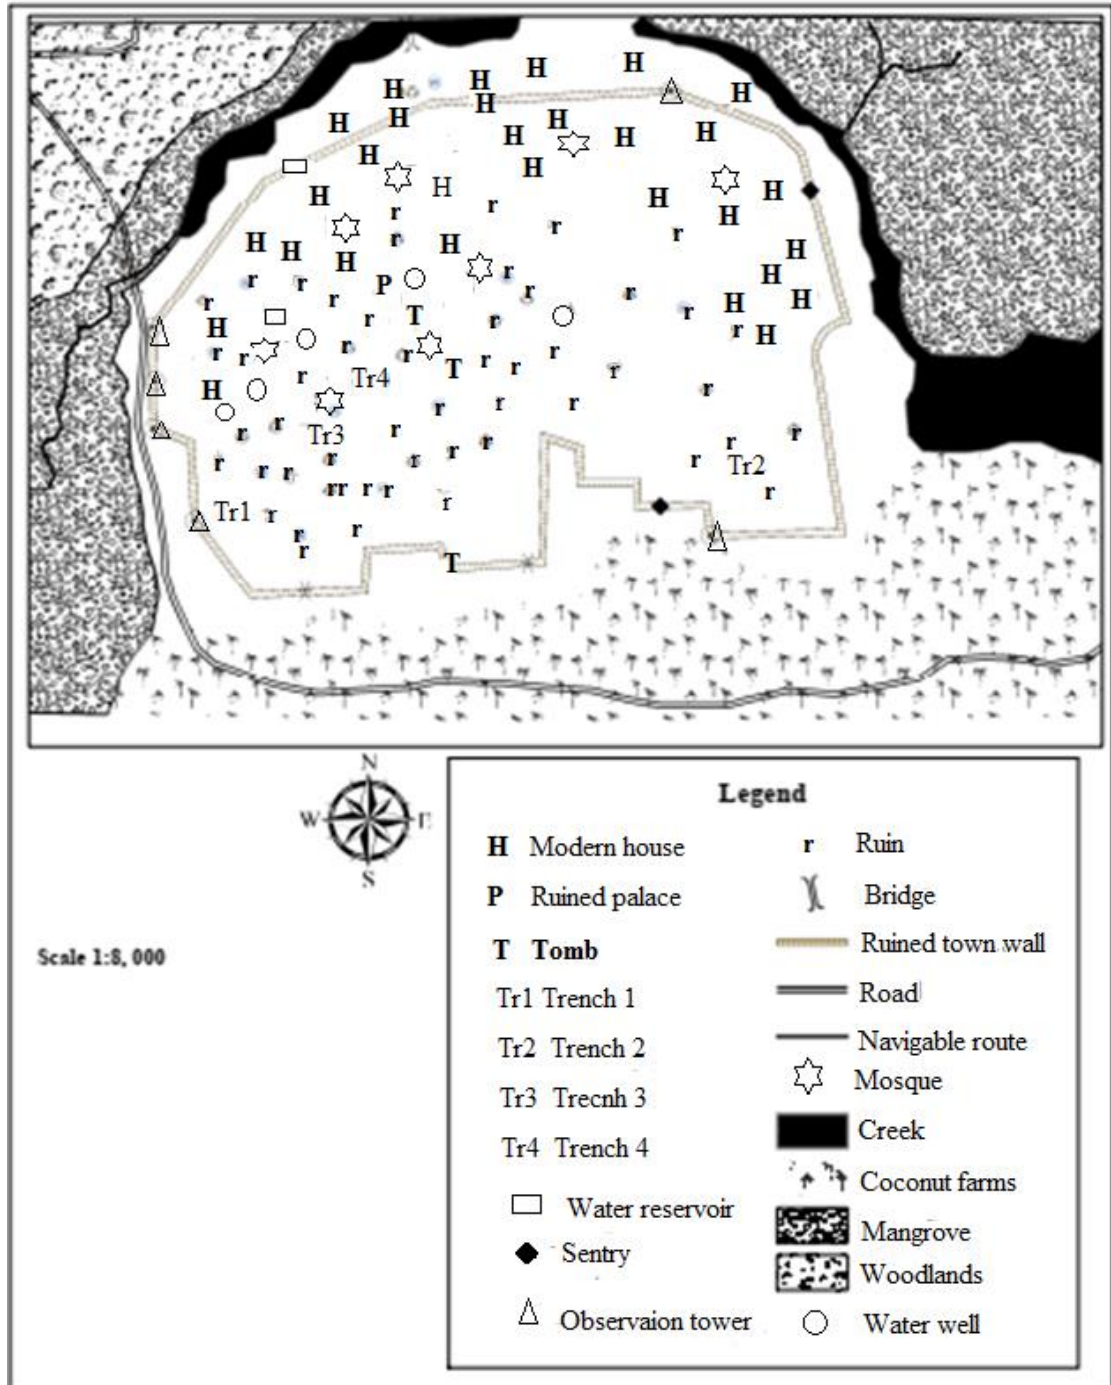 H H
H H H
H
H H H
H H H
H H
H H H H
r r H
r r r
H H H H
H r H
r r P r r
r r H H
r T r r
H r H
r r r r r r
r Tr4 T r r
H r
r r r
r r Tr3 r r r r
r r r r r Tr2
r r
rr r r r r
Tr1 r
r r
r T
N
W E
S
Scale 1:8, 000
Legend
H Modern house
P Ruined palace
T Tomb
Tr1 Trench 1
Tr2 Trench 2
Tr3 Trecnh 3
Tr4 Trench 4
Water reservoir
Sentry
Observaion tower
r Ruin
Bridge
Ruined town wall
Road
Navigable route
Mosque
Creek
Coconut farms
Mangrove
Woodlands
Water well